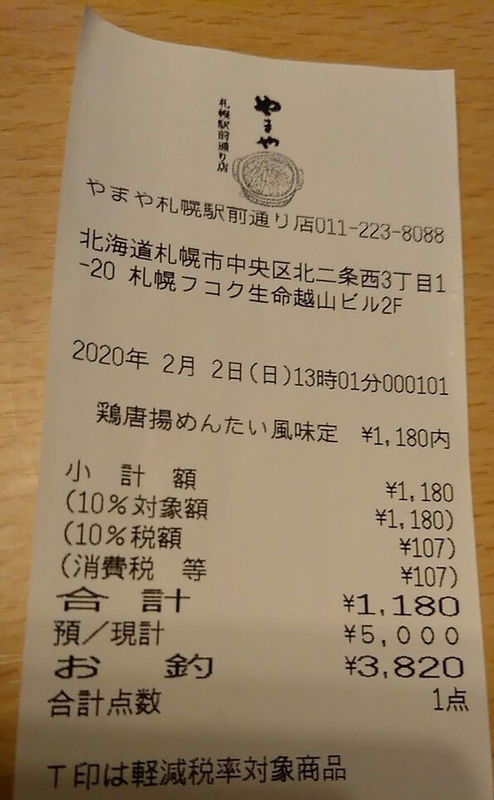 やまや
札幌駅前通り店
やまや札幌駅前通り店011-223-8088
北海道札幌市中央区北二条西3丁目1
-20 札幌フコク生命越山ビル2F
2020年 2月 2日(日)13時01分000101
鶏唐揚めんたい風味定 ¥1,180内
小 計 額 ¥1,180
(10%対象額 ¥1,180)
(10%税額 ¥107)
(消費税 等 ¥107)
合 計 ¥1,180
預/現計 ¥5,000
お 釣 ¥3,820
合計点数 1点
T印は軽減税率対象商品